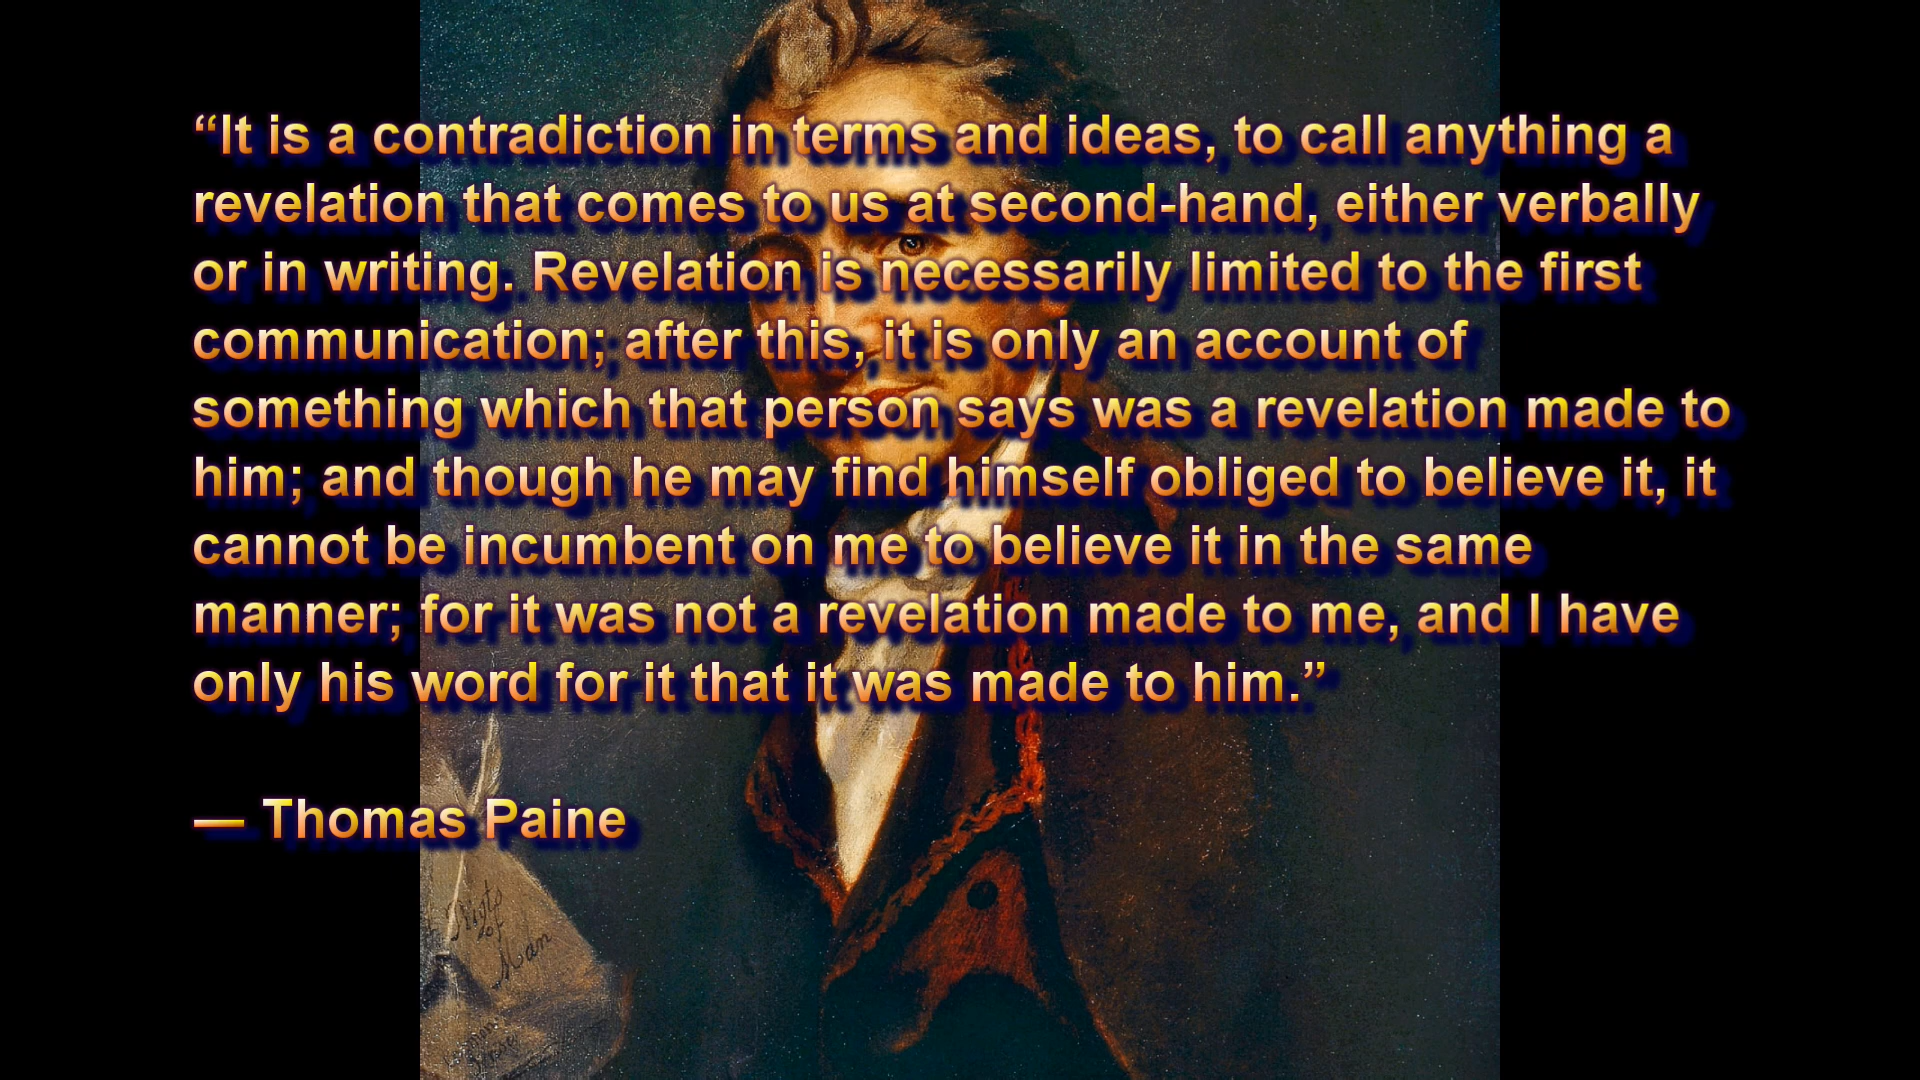 “It is a contradiction in terms and ideas, to call anything a
revelation that comes to us at second-hand, either verbally
or in writing. Revelation is necessarily limited to the first
communication; after this, it is only an account of
something which that person says was a revelation made to
him; and though he may find himself obliged to believe it, it
cannot be incumbent on me to believe it in the same
manner; for it was not a revelation made to me, and I have
only his word for it that it was made to him.”
— Thomas Paine
of
Man